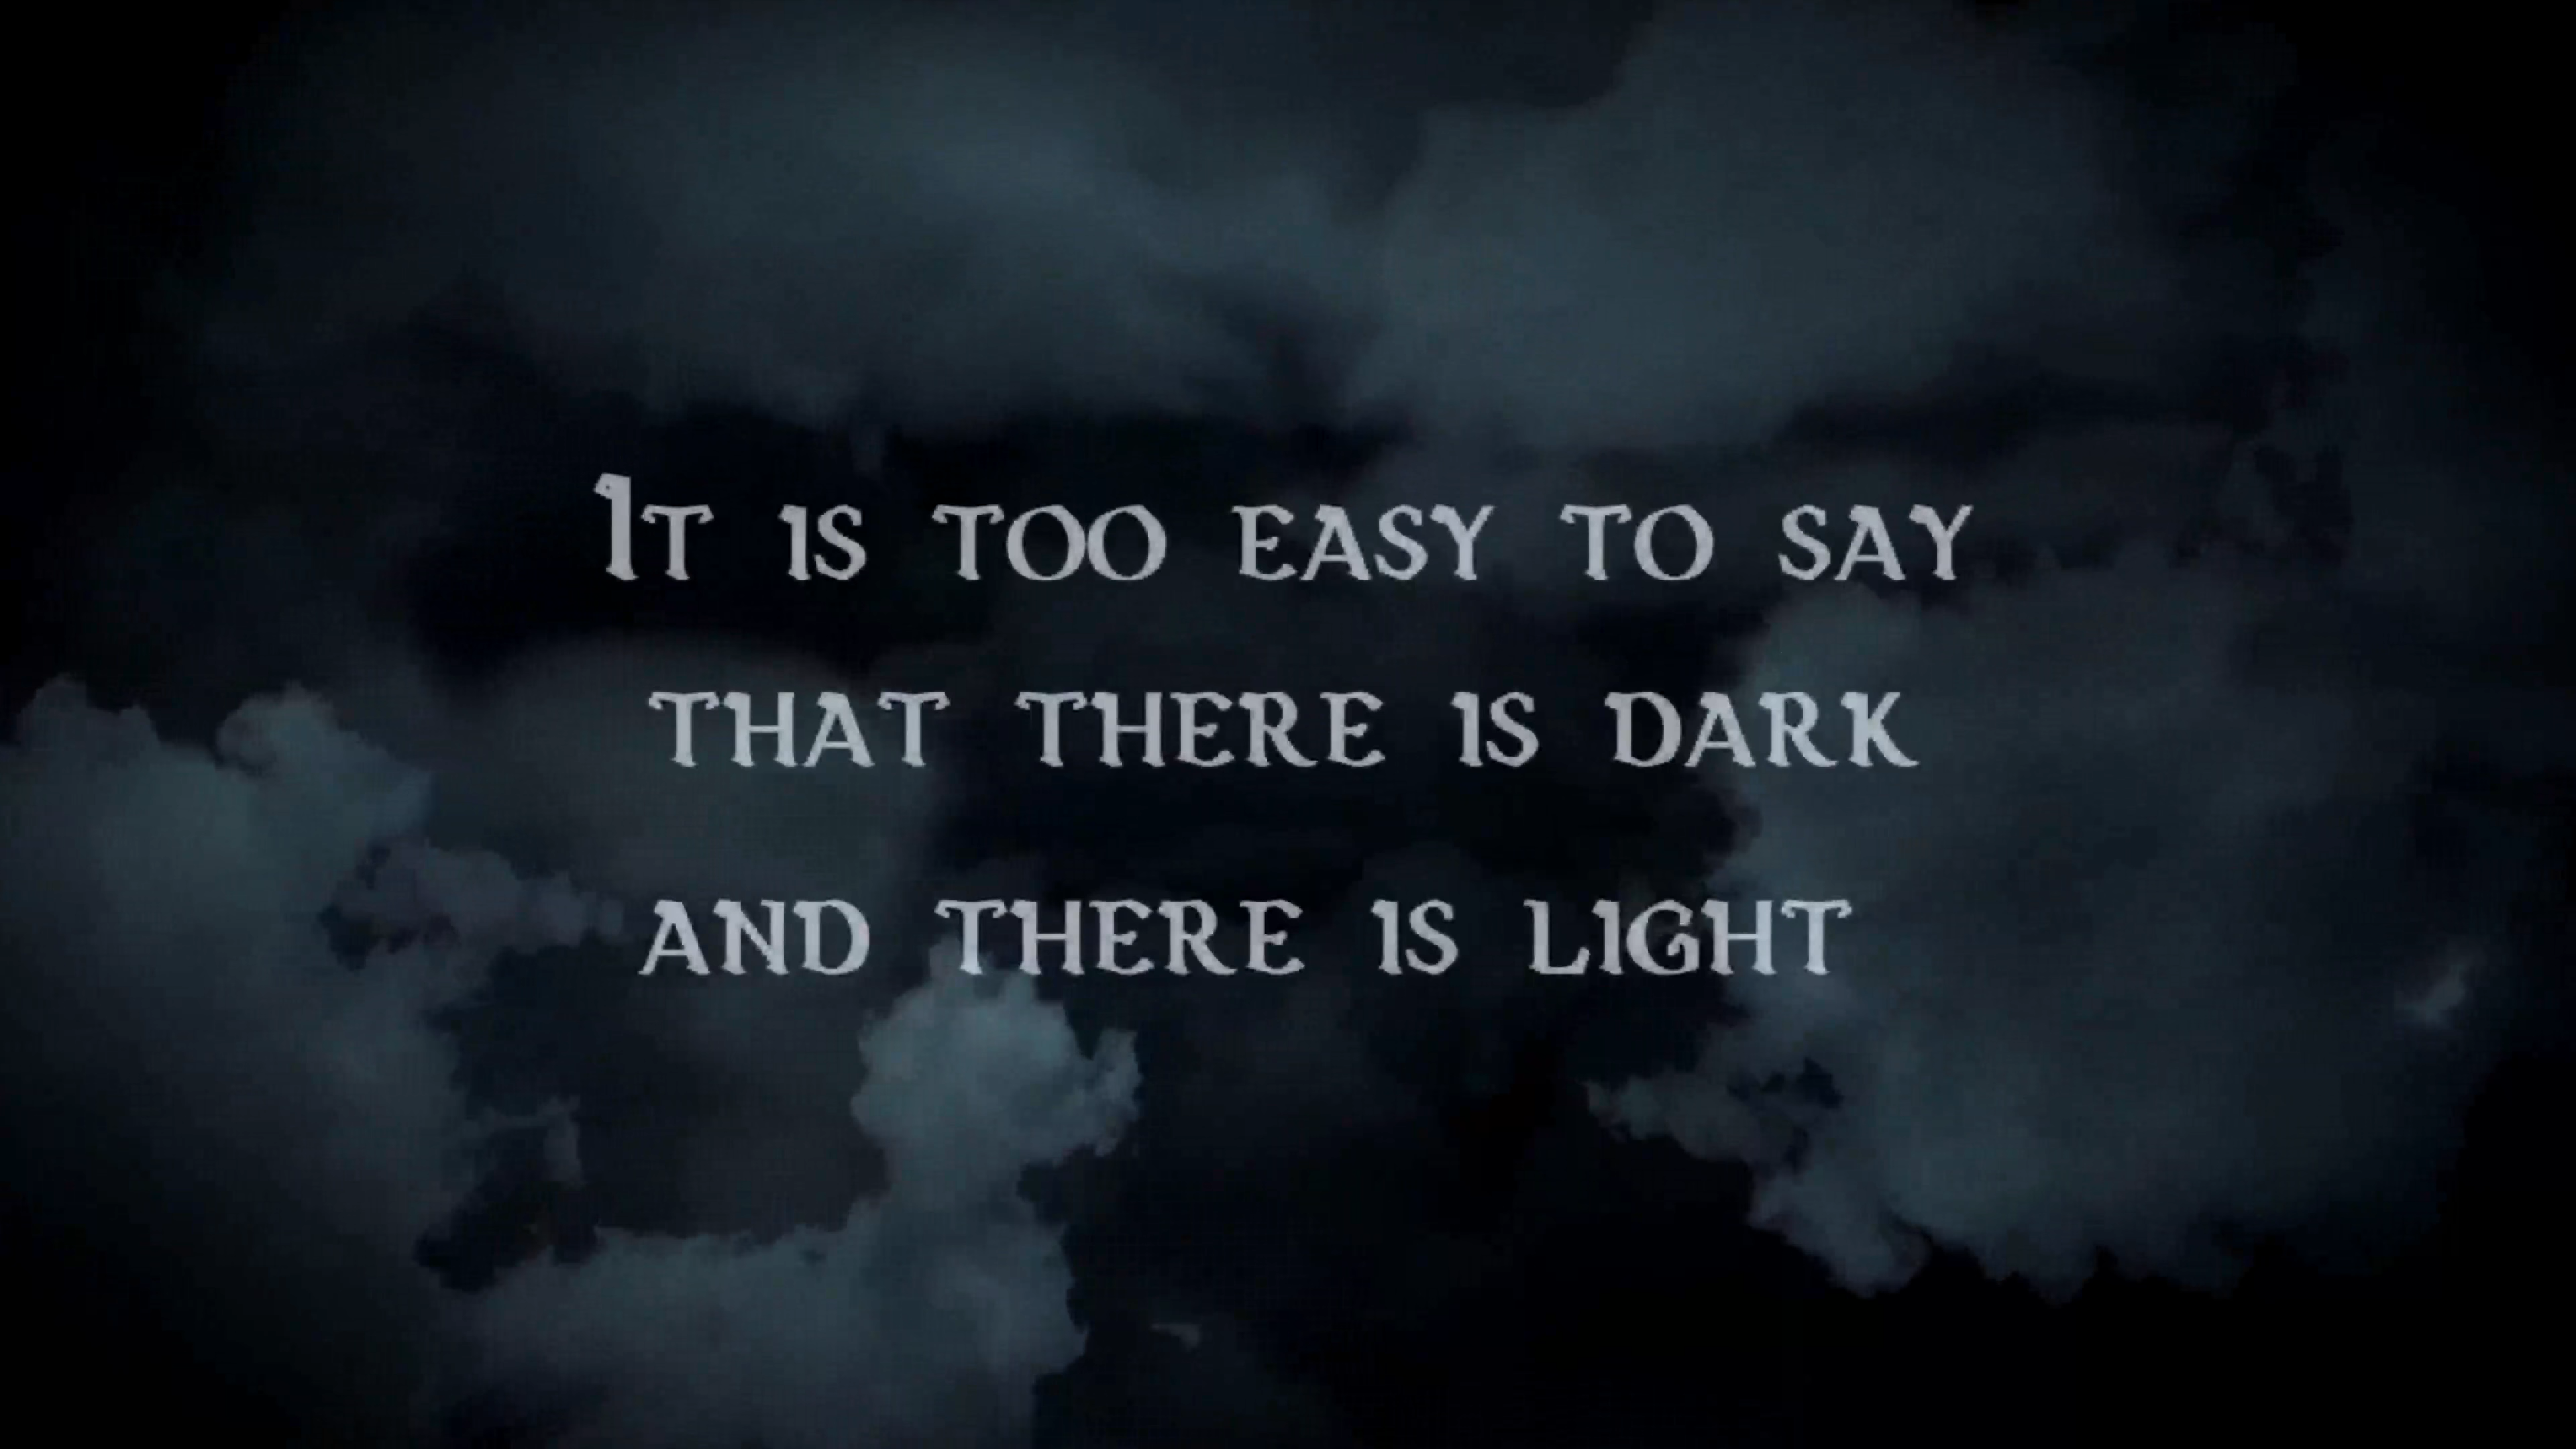 It is too easy to say
that there is dark
and there is light